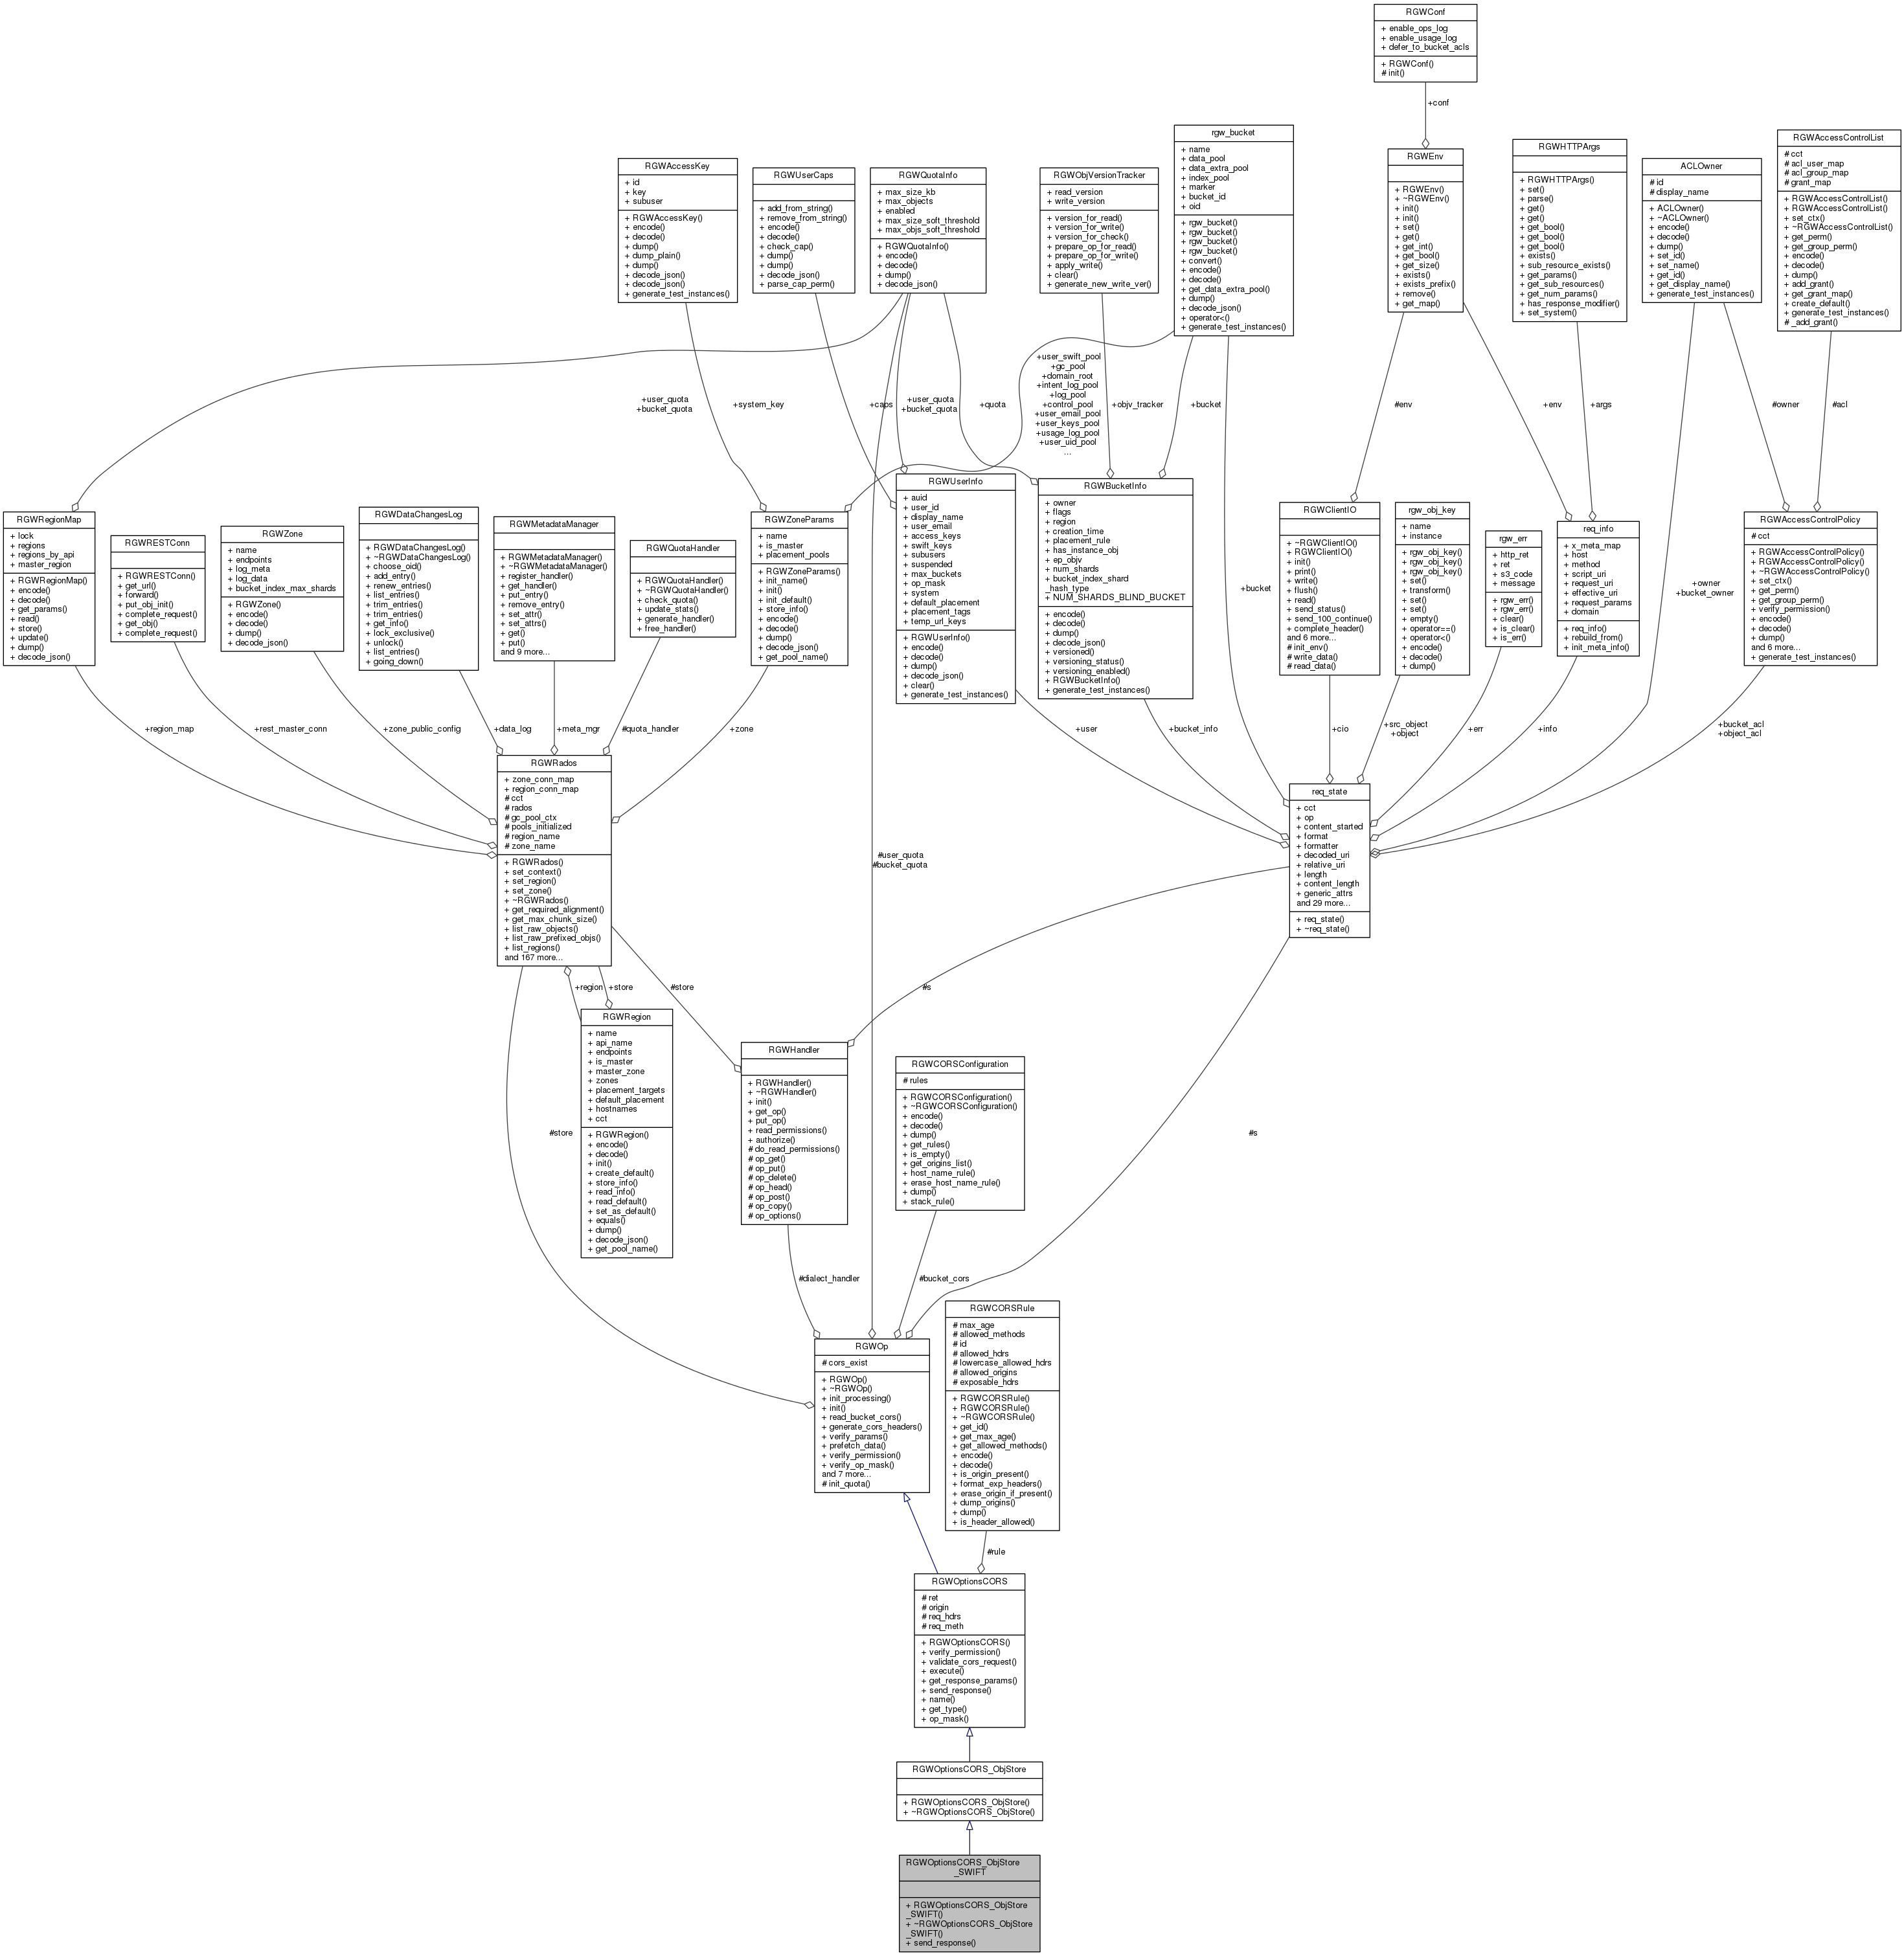 RGWConf
+ enable_ops_log
+ enable_usage_log
+ defer_to_bucket_acls
+ RGWConf()
# init()
+conf
rgw_bucket
+ name
+ data_pool
+ data_extra_pool
+ index_pool
+ marker
+ bucket_id
+ oid
+ rgw_bucket()
+ rgw_bucket()
+ rgw_bucket()
+ rgw_bucket()
+ convert()
+ encode()
+ decode()
+ get_data_extra_pool()
+ dump()
+ decode_json()
+ operator<()
+ generate_test_instances()
RGWAccessControlList
# cct
# acl_user_map
# acl_group_map
# grant_map
+ RGWAccessControlList()
+ RGWAccessControlList()
+ set_ctx()
+ ~RGWAccessControlList()
+ get_perm()
+ get_group_perm()
+ encode()
+ decode()
+ dump()
+ add_grant()
+ get_grant_map()
+ create_default()
+ generate_test_instances()
# _add_grant()
RGWHTTPArgs
+ RGWHTTPArgs()
+ set()
+ parse()
+ get()
+ get()
+ get_bool()
+ get_bool()
+ get_bool()
+ exists()
+ sub_resource_exists()
+ get_params()
+ get_sub_resources()
+ get_num_params()
+ has_response_modifier()
+ set_system()
RGWEnv
+ RGWEnv()
+ ~RGWEnv()
+ init()
+ init()
+ set()
+ get()
+ get_int()
+ get_bool()
+ get_size()
+ exists()
+ exists_prefix()
+ remove()
+ get_map()
RGWAccessKey
+ id
+ key
+ subuser
+ RGWAccessKey()
+ encode()
+ decode()
+ dump()
+ dump_plain()
+ dump()
+ decode_json()
+ decode_json()
+ generate_test_instances()
ACLOwner
# id
# display_name
+ ACLOwner()
+ ~ACLOwner()
+ encode()
+ decode()
+ dump()
+ set_id()
+ set_name()
+ get_id()
+ get_display_name()
+ generate_test_instances()
RGWUserCaps
+ add_from_string()
+ remove_from_string()
+ encode()
+ decode()
+ check_cap()
+ dump()
+ dump()
+ decode_json()
+ parse_cap_perm()
RGWQuotaInfo
+ max_size_kb
+ max_objects
+ enabled
+ max_size_soft_threshold
+ max_objs_soft_threshold
+ RGWQuotaInfo()
+ encode()
+ decode()
+ dump()
+ decode_json()
RGWObjVersionTracker
+ read_version
+ write_version
+ version_for_read()
+ version_for_write()
+ version_for_check()
+ prepare_op_for_read()
+ prepare_op_for_write()
+ apply_write()
+ clear()
+ generate_new_write_ver()
+user_quota
+bucket_quota
+system_key
+caps
+user_quota
+bucket_quota
+quota
+user_swift_pool
+gc_pool
+domain_root
+intent_log_pool
+log_pool
+control_pool
+user_email_pool
+user_keys_pool
+usage_log_pool
+user_uid_pool
...
+objv_tracker
+bucket
#env
+env
+args
#owner
#acl
RGWRegionMap
+ lock
+ regions
+ regions_by_api
+ master_region
+ RGWRegionMap()
+ encode()
+ decode()
+ get_params()
+ read()
+ store()
+ update()
+ dump()
+ decode_json()
RGWRESTConn
+ RGWRESTConn()
+ get_url()
+ forward()
+ put_obj_init()
+ complete_request()
+ get_obj()
+ complete_request()
RGWZone
+ name
+ endpoints
+ log_meta
+ log_data
+ bucket_index_max_shards
+ RGWZone()
+ encode()
+ decode()
+ dump()
+ decode_json()
RGWDataChangesLog
+ RGWDataChangesLog()
+ ~RGWDataChangesLog()
+ choose_oid()
+ add_entry()
+ renew_entries()
+ list_entries()
+ trim_entries()
+ trim_entries()
+ get_info()
+ lock_exclusive()
+ unlock()
+ list_entries()
+ going_down()
RGWMetadataManager
+ RGWMetadataManager()
+ ~RGWMetadataManager()
+ register_handler()
+ get_handler()
+ put_entry()
+ remove_entry()
+ set_attr()
+ set_attrs()
+ get()
+ put()
and 9 more...
RGWQuotaHandler
+ RGWQuotaHandler()
+ ~RGWQuotaHandler()
+ check_quota()
+ update_stats()
+ generate_handler()
+ free_handler()
RGWZoneParams
+ name
+ is_master
+ placement_pools
+ RGWZoneParams()
+ init_name()
+ init()
+ init_default()
+ store_info()
+ encode()
+ decode()
+ dump()
+ decode_json()
+ get_pool_name()
RGWUserInfo
+ auid
+ user_id
+ display_name
+ user_email
+ access_keys
+ swift_keys
+ subusers
+ suspended
+ max_buckets
+ op_mask
+ system
+ default_placement
+ placement_tags
+ temp_url_keys
+ RGWUserInfo()
+ encode()
+ decode()
+ dump()
+ decode_json()
+ clear()
+ generate_test_instances()
RGWBucketInfo
+ owner
+ flags
+ region
+ creation_time
+ placement_rule
+ has_instance_obj
+ ep_objv
+ num_shards
+ bucket_index_shard
_hash_type
+ NUM_SHARDS_BLIND_BUCKET
+ encode()
+ decode()
+ dump()
+ decode_json()
+ versioned()
+ versioning_status()
+ versioning_enabled()
+ RGWBucketInfo()
+ generate_test_instances()
+bucket
RGWClientIO
+ ~RGWClientIO()
+ RGWClientIO()
+ init()
+ print()
+ write()
+ flush()
+ read()
+ send_status()
+ send_100_continue()
+ complete_header()
and 6 more...
# init_env()
# write_data()
# read_data()
rgw_obj_key
+ name
+ instance
+ rgw_obj_key()
+ rgw_obj_key()
+ rgw_obj_key()
+ set()
+ transform()
+ set()
+ set()
+ empty()
+ operator==()
+ operator<()
+ encode()
+ decode()
+ dump()
rgw_err
+ http_ret
+ ret
+ s3_code
+ message
+ rgw_err()
+ rgw_err()
+ clear()
+ is_clear()
+ is_err()
req_info
+ x_meta_map
+ host
+ method
+ script_uri
+ request_uri
+ effective_uri
+ request_params
+ domain
+ req_info()
+ rebuild_from()
+ init_meta_info()
+owner
+bucket_owner
RGWAccessControlPolicy
# cct
+ RGWAccessControlPolicy()
+ RGWAccessControlPolicy()
+ ~RGWAccessControlPolicy()
+ set_ctx()
+ get_perm()
+ get_group_perm()
+ verify_permission()
+ encode()
+ decode()
+ dump()
and 6 more...
+ generate_test_instances()
+region_map
+rest_master_conn
+zone_public_config
+data_log
+meta_mgr
#quota_handler
+zone
+user
+bucket_info
+cio
+src_object
+object
+err
+info
+bucket_acl
+object_acl
RGWRados
+ zone_conn_map
+ region_conn_map
# cct
# rados
# gc_pool_ctx
# pools_initialized
# region_name
# zone_name
+ RGWRados()
+ set_context()
+ set_region()
+ set_zone()
+ ~RGWRados()
+ get_required_alignment()
+ get_max_chunk_size()
+ list_raw_objects()
+ list_raw_prefixed_objs()
+ list_regions()
and 167 more...
#user_quota
#bucket_quota
req_state
+ cct
+ op
+ content_started
+ format
+ formatter
+ decoded_uri
+ relative_uri
+ length
+ content_length
+ generic_attrs
and 29 more...
+ req_state()
+ ~req_state()
+region
+store
#store
#s
RGWRegion
+ name
+ api_name
+ endpoints
+ is_master
+ master_zone
+ zones
+ placement_targets
+ default_placement
+ hostnames
+ cct
+ RGWRegion()
+ encode()
+ decode()
+ init()
+ create_default()
+ store_info()
+ read_info()
+ read_default()
+ set_as_default()
+ equals()
+ dump()
+ decode_json()
+ get_pool_name()
RGWHandler
+ RGWHandler()
+ ~RGWHandler()
+ init()
+ get_op()
+ put_op()
+ read_permissions()
+ authorize()
# do_read_permissions()
# op_get()
# op_put()
# op_delete()
# op_head()
# op_post()
# op_copy()
# op_options()
RGWCORSConfiguration
# rules
+ RGWCORSConfiguration()
+ ~RGWCORSConfiguration()
+ encode()
+ decode()
+ dump()
+ get_rules()
+ is_empty()
+ get_origins_list()
+ host_name_rule()
+ erase_host_name_rule()
+ dump()
+ stack_rule()
#store
#s
#dialect_handler
#bucket_cors
RGWOp
# cors_exist
+ RGWOp()
+ ~RGWOp()
+ init_processing()
+ init()
+ read_bucket_cors()
+ generate_cors_headers()
+ verify_params()
+ prefetch_data()
+ verify_permission()
+ verify_op_mask()
and 7 more...
# init_quota()
RGWCORSRule
# max_age
# allowed_methods
# id
# allowed_hdrs
# lowercase_allowed_hdrs
# allowed_origins
# exposable_hdrs
+ RGWCORSRule()
+ RGWCORSRule()
+ ~RGWCORSRule()
+ get_id()
+ get_max_age()
+ get_allowed_methods()
+ encode()
+ decode()
+ is_origin_present()
+ format_exp_headers()
+ erase_origin_if_present()
+ dump_origins()
+ dump()
+ is_header_allowed()
#rule
RGWOptionsCORS
# ret
# origin
# req_hdrs
# req_meth
+ RGWOptionsCORS()
+ verify_permission()
+ validate_cors_request()
+ execute()
+ get_response_params()
+ send_response()
+ name()
+ get_type()
+ op_mask()
RGWOptionsCORS_ObjStore
+ RGWOptionsCORS_ObjStore()
+ ~RGWOptionsCORS_ObjStore()
RGWOptionsCORS_ObjStore
_SWIFT
+ RGWOptionsCORS_ObjStore
_SWIFT()
+ ~RGWOptionsCORS_ObjStore
_SWIFT()
+ send_response()